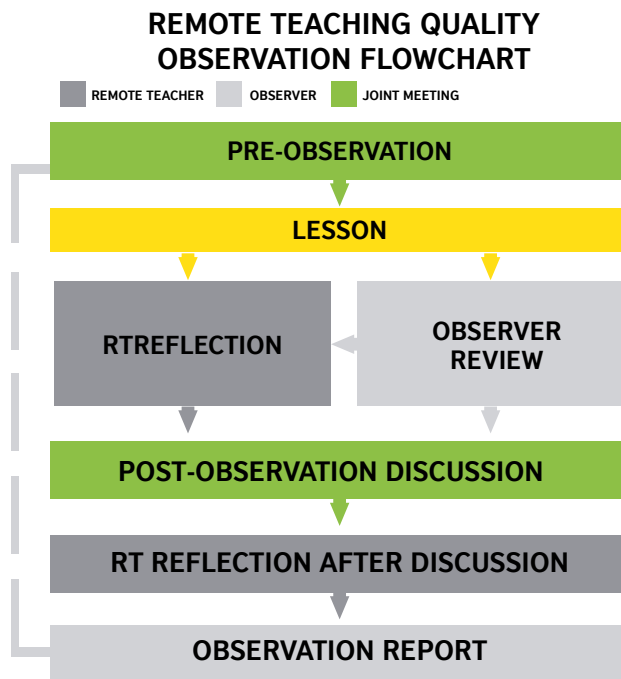 REMOTE TEACHING QUALITY
OBSERVATION FLOWCHART
REMOTE TEACHER OBSERVER JOINT MEETING
PRE-OBSERVATION
LESSON
RTREFLECTION
OBSERVER
REVIEW
POST-OBSERVATION DISCUSSION
RT REFLECTION AFTER DISCUSSION
OBSERVATION REPORT